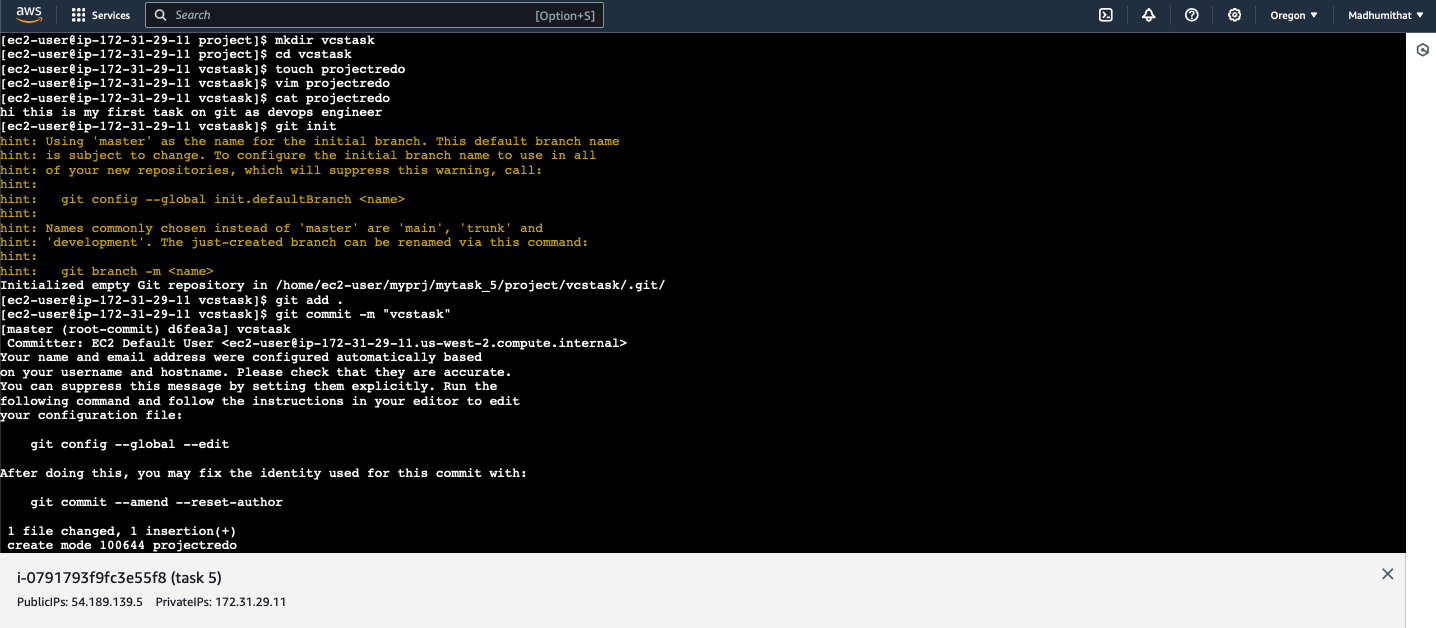 aws
Services
Search
[Option+S]
Oregon
Madhumithat
[ec2-user@ip-172-31-29-11 project]$ mkdir vcstask
[ec2-user@ip-172-31-29-11 project]$ cd vcstask
[ec2-user@ip-172-31-29-11 vcstask]$ touch projectredo
[ec2-user@ip-172-31-29-11 vcstask]$ vim projectredo
[ec2-user@ip-172-31-29-11 vcstask]$ cat projectredo
hi this is my first task on git as devops engineer
[ec2-user@ip-172-31-29-11 vcstask]$ git init
hint: Using 'master' as the name for the initial branch. This default branch name
hint: is subject to change. To configure the initial branch name to use in all
hint: of your new repositories, which will suppress this warning, call:
hint:
hint:   git config --global init.defaultBranch <name>
hint:
hint: Names commonly chosen instead of 'master' are 'main', 'trunk' and
hint: 'development'. The just-created branch can be renamed via this command:
hint:
hint:   git branch -m <name>
Initialized empty Git repository in /home/ec2-user/myprj/mytask_5/project/vcstask/.git/
[ec2-user@ip-172-31-29-11 vcstask]$ git add .
[ec2-user@ip-172-31-29-11 vcstask]$ git commit -m "vcstask"
[master (root-commit) d6fea3a] vcstask
 Committer: EC2 Default User <ec2-user@ip-172-31-29-11.us-west-2.compute.internal>
Your name and email address were configured automatically based
on your username and hostname. Please check that they are accurate.
You can suppress this message by setting them explicitly. Run the
following command and follow the instructions in your editor to edit
your configuration file:
    git config --global --edit
After doing this, you may fix the identity used for this commit with:
    git commit --amend --reset-author
 1 file changed, 1 insertion(+)
 create mode 100644 projectredo
i-0791793f9fc3e55f8 (task 5)
PublicIPs: 54.189.139.5 PrivateIPs: 172.31.29.11